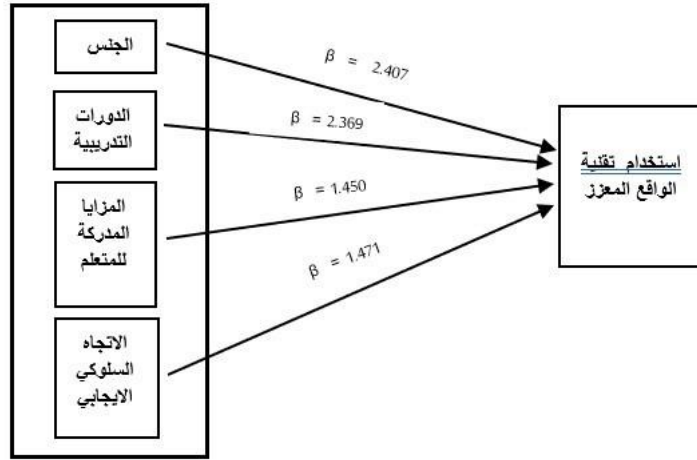 الجنس
الدورات
التدريبية
المزايا
المدركة
للمتعلم
الاتجاه
السلوكي
الايجابي
β = 2.407
β = 2.369
β = 1.450
β = 1.471
استخدام تقنية
الواقع المعزز